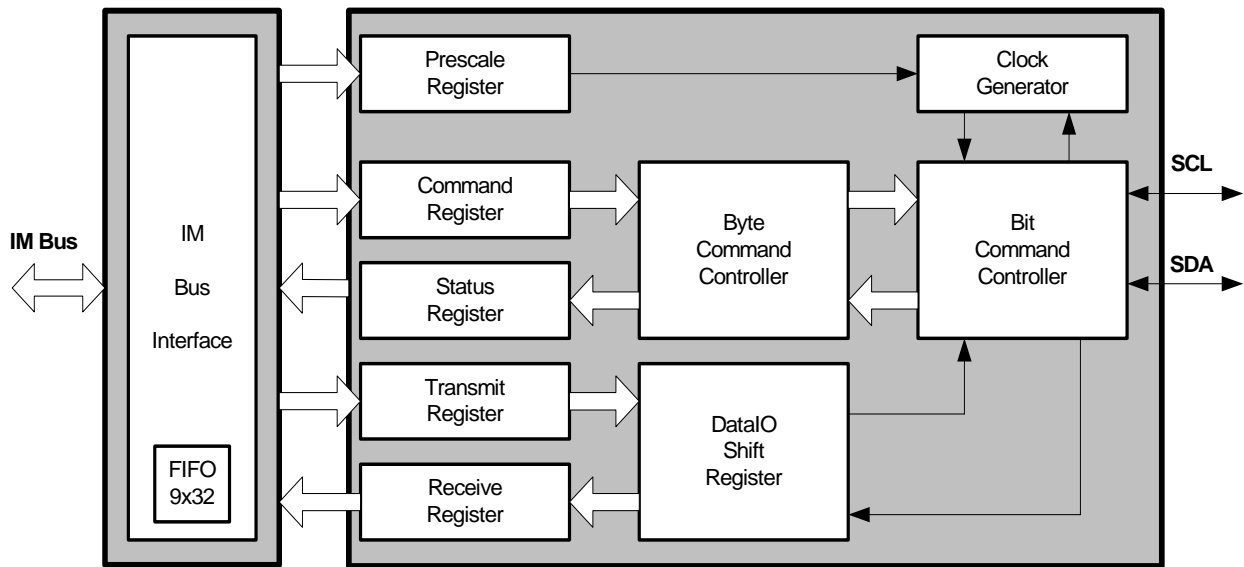 IM Bus
IM
Bus
Interface
FIFO
9x32
Prescale
Register
Command
Register
Status
Register
Transmit
Register
Receive
Register
Byte
Command
Controller
DataIO
Shift
Register
Clock
Generator
Bit
Command
Controller
SCL
SDA